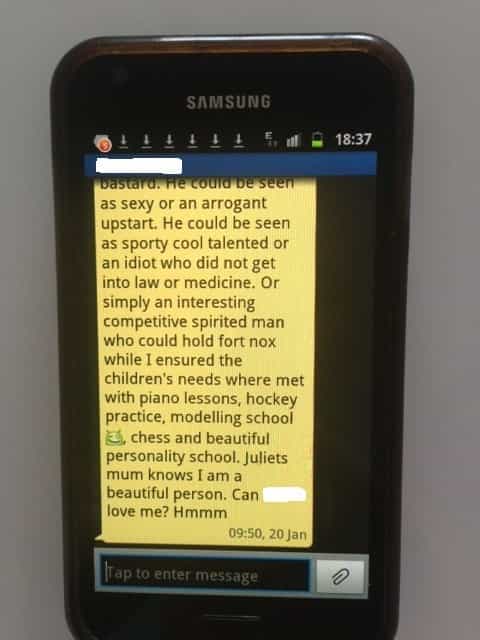 SAMSUNG
18:37
bastard. He could be seen
as sexy or an arrogant
upstart. He could be seen
as sporty cool talented or
an idiot who did not get
into law or medicine. Or
simply an interesting
competitive spirited man
who could hold fort nox
while I ensured the
children's needs where met
with piano lessons, hockey
practice, modelling school
, chess and beautiful
personality school. Juliets
mum knows I am a
beautiful person. Can
love me? Hmmm
09:50, 20 Jan
Tap to enter message